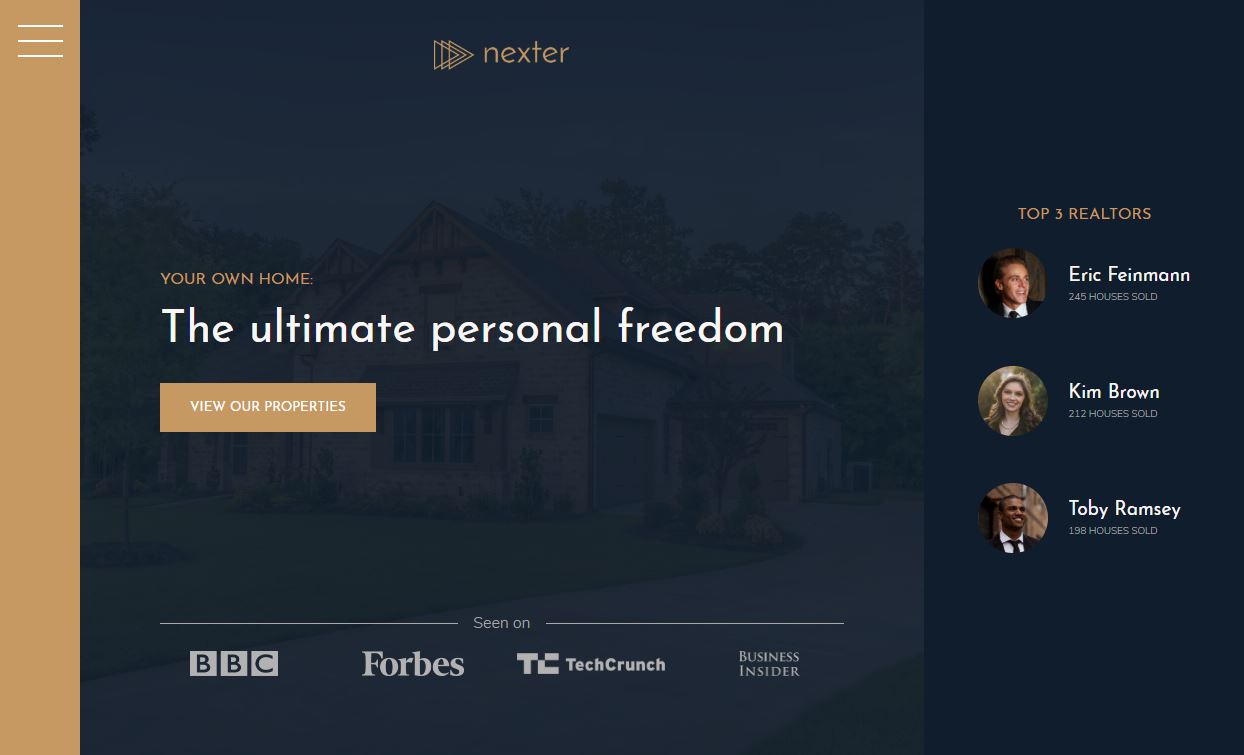 nexter
YOUR OWN HOME:
The ultimate personal freedom
VIEW OUR PROPERTIES
Seen on
BBC
Forbes
TC TechCrunch
BUSINESS
INSIDER
TOP 3 REALTORS
Eric Feinmann
245 HOUSES SOLD
Kim Brown
212 HOUSES SOLD
Toby Ramsey
198 HOUSES SOLD